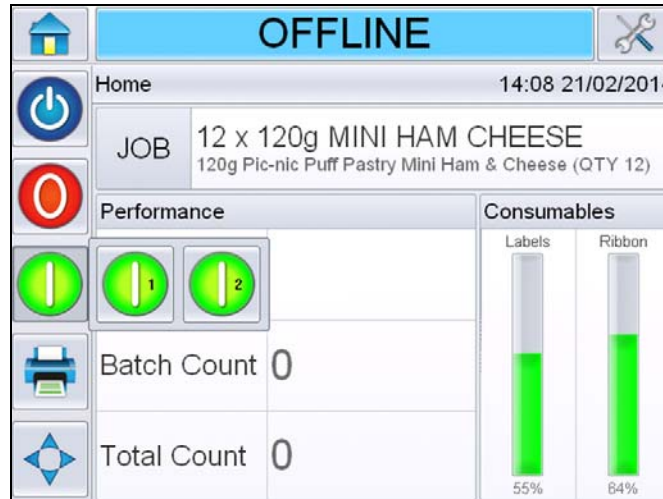 OFFLINE
Home
14:08 21/02/201
JOB
12 x 120g MINI HAM CHEESE
120g Pic-nic Puff Pastry Mini Ham & Cheese (QTY 12)
Performance
Consumables
Labels
Ribbon
1
2
Batch Count 0
Total Count 0
55%
64%